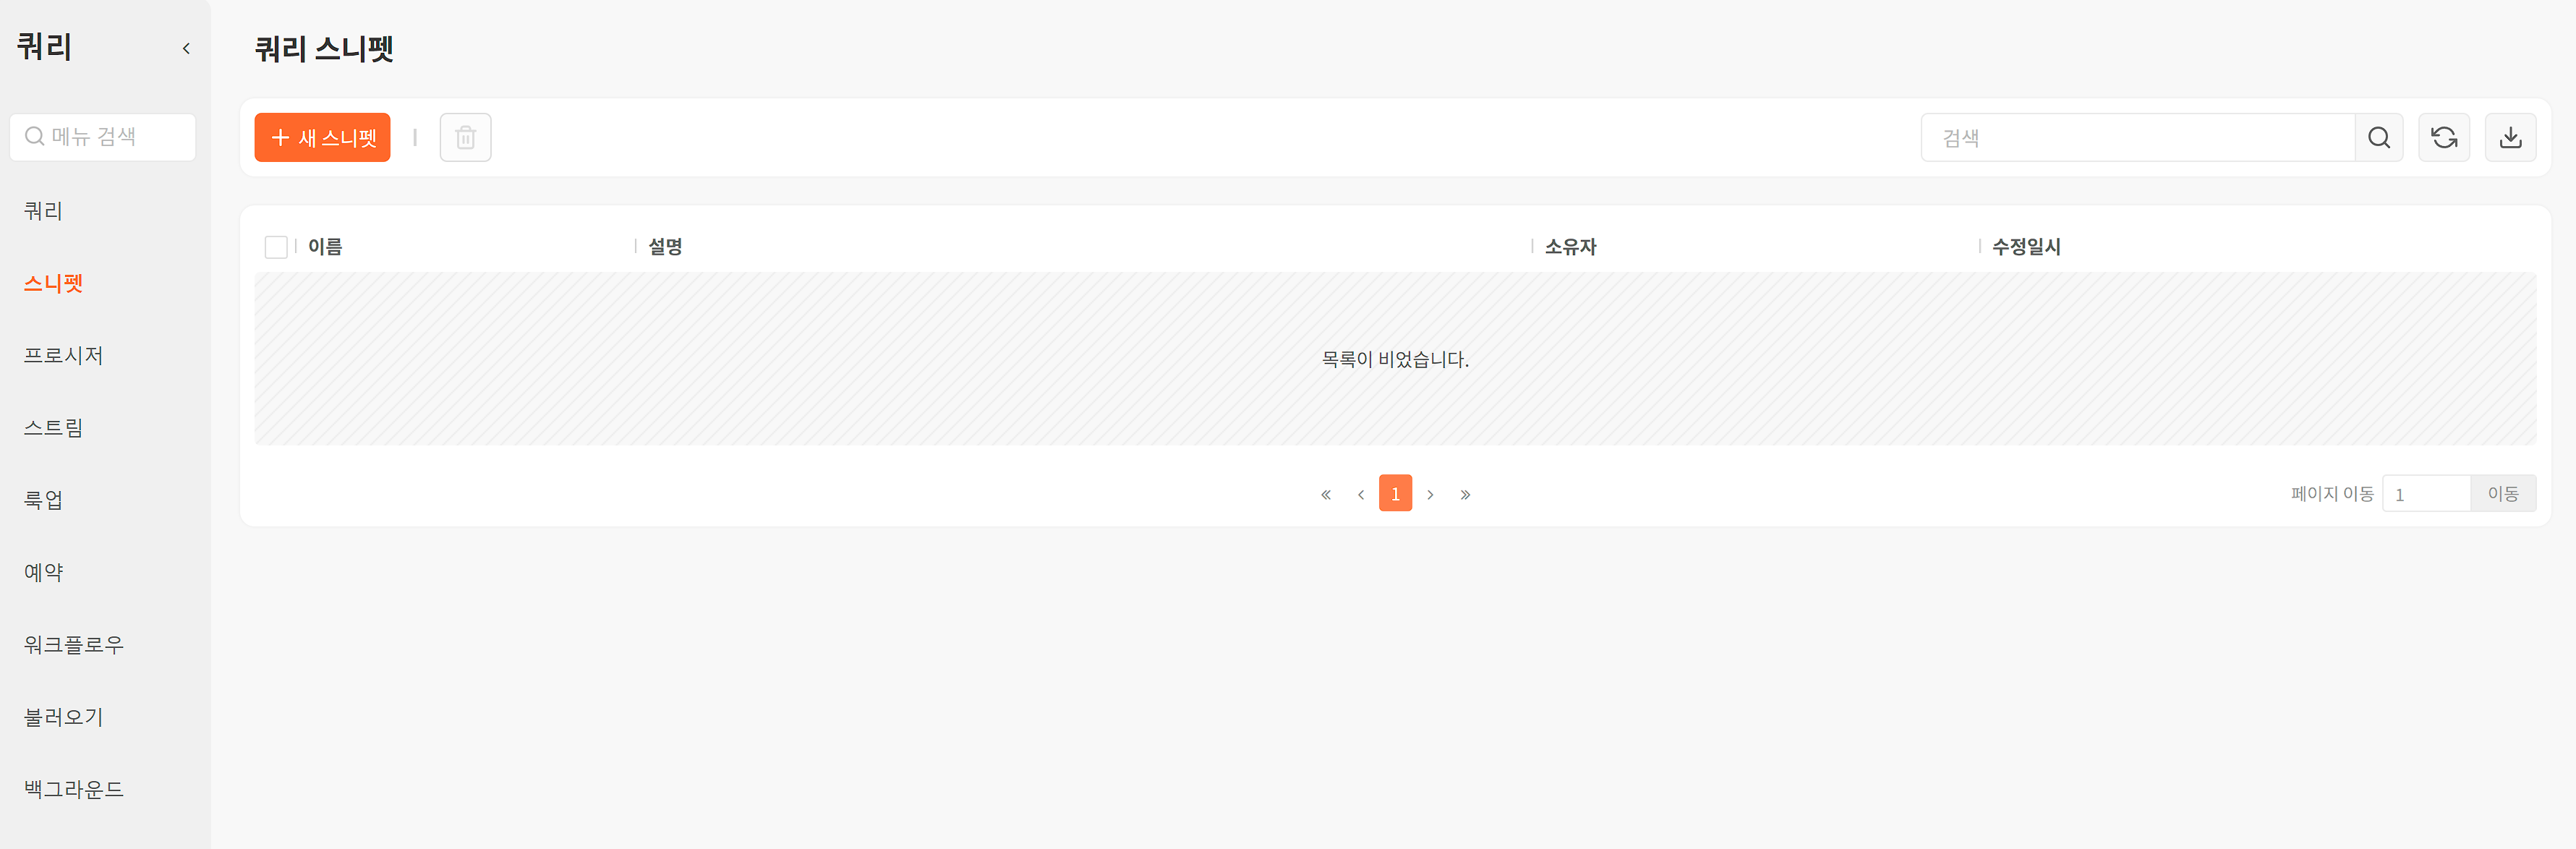 쿼리
메뉴 검색
쿼리
스니펫
프로시저
스트림
룩업
예약
워크플로우
불러오기
백그라운드
쿼리 스니펫
새 스니펫
검색
이름 설명 소유자 수정일시
목록이 비었습니다.
« ‹ 1 › »
페이지 이동 1 이동